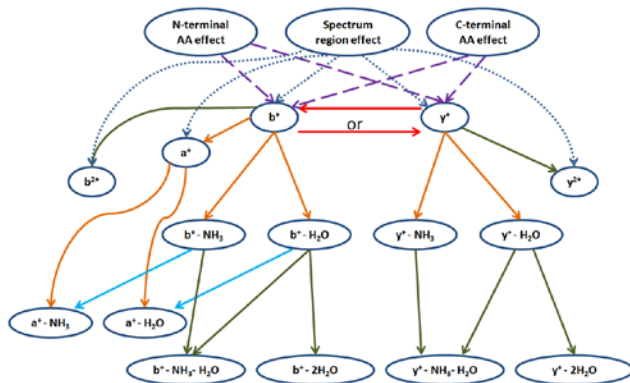 N-terminal
AA effect
Spectrum
region effect
C-terminal
AA effect
b⁺
or
y⁺
a⁺
b²⁺
y²⁺
b⁺ - NH₃
b⁺ - H₂O
y⁺ - NH₃
y⁺ - H₂O
a⁺ - NH₃
a⁺ - H₂O
b⁺ - NH₃- H₂O
b⁺ - 2H₂O
y⁺ - NH₃- H₂O
y⁺ - 2H₂O